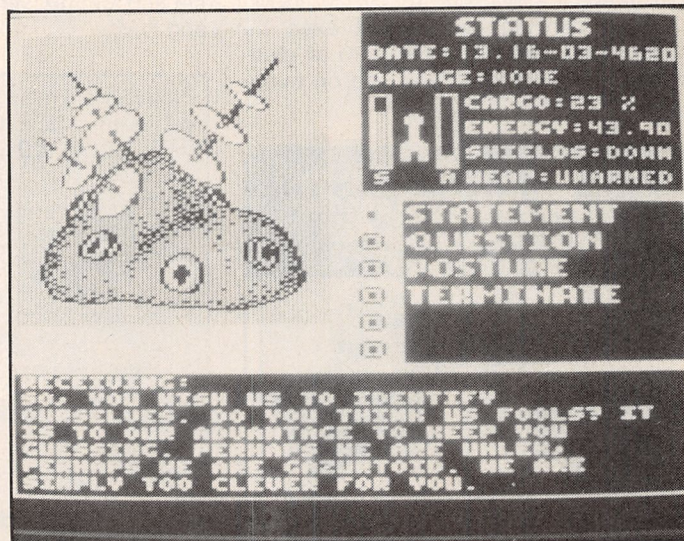 STATUS
DATE:13.16-03-4620
DAMAGE:NONE
CARGO:23 %
ENERGY:43.90
SHIELDS:DOWN
S A WEAP:UNARMED
STATEMENT
QUESTION
POSTURE
TERMINATE
RECEIVING:
SO, YOU WISH US TO IDENTIFY
OURSELVES. DO YOU THINK US FOOLS? IT
IS TO OUR ADVANTAGE TO KEEP YOU
GUESSING. PERHAPS WE ARE UHLEK,
PERHAPS WE ARE GAZURTOID. WE ARE
SIMPLY TOO CLEVER FOR YOU.